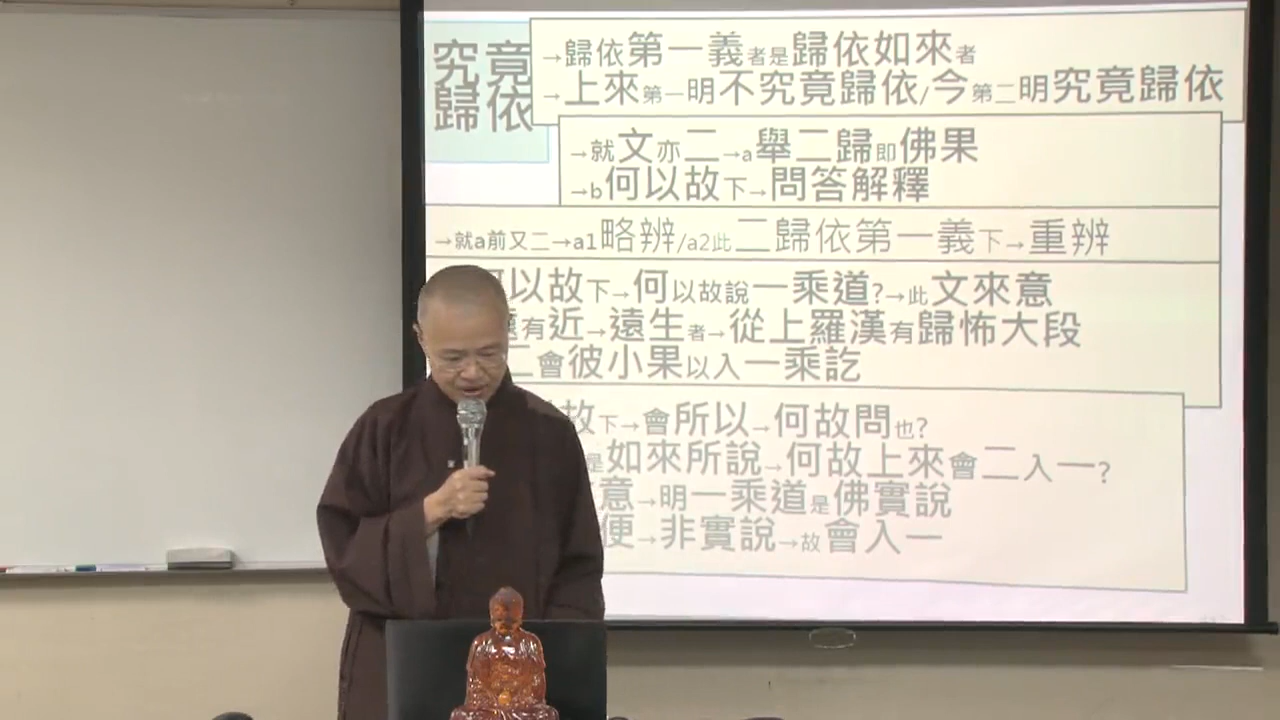 究竟
歸依
→歸依第一義者是歸依如來者
→上來第一明不究竟歸依/今第二明究竟歸依
→就文亦二→a舉二歸即佛果
→b何以故下→問答解釋
→就a前又二→a1略辨/a2此二歸依第一義下→重辨
以故下→何以故說一乘道?→此文來意
有近→遠生者→從上羅漢有歸怖大段
二會彼小果以入一乘訖
故下→會所以→何故問也?
是如來所說→何故上來會二入一?
意→明一乘道是佛實說
便→非實說→故會入一